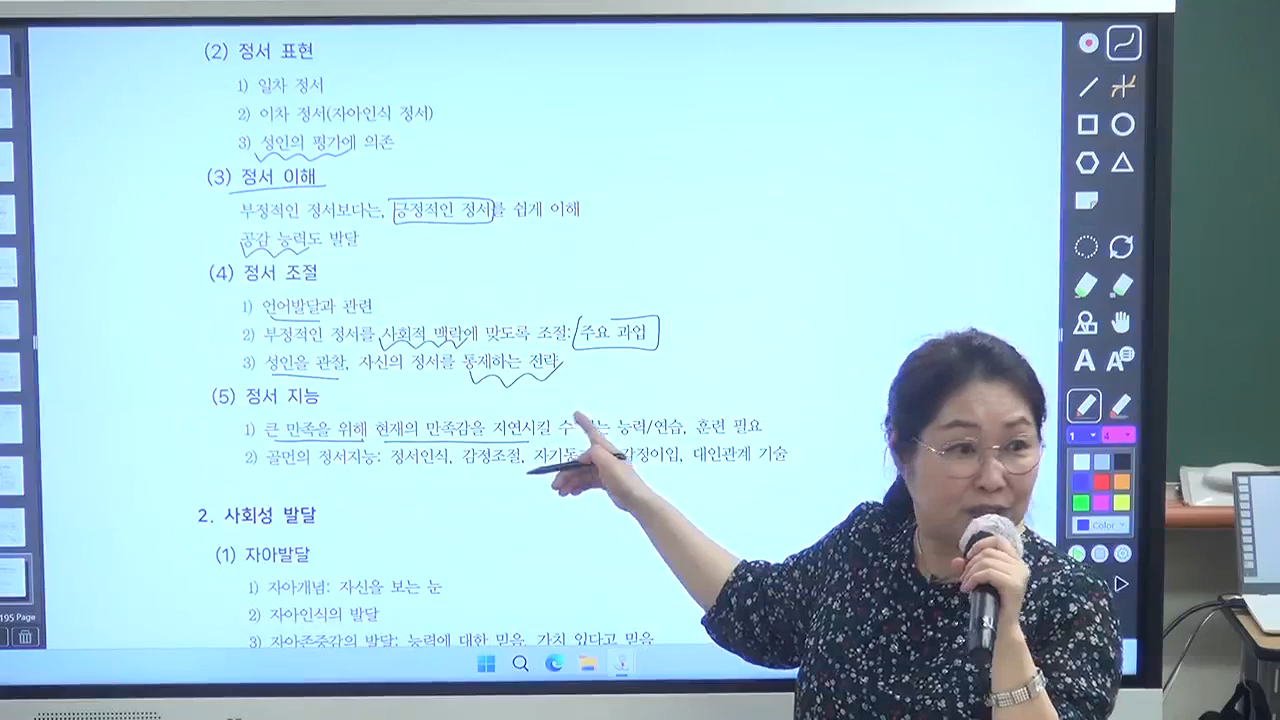 (2) 정서 표현
1) 일차 정서
2) 이차 정서(자아인식 정서)
3) 성인의 평가에 의존
(3) 정서 이해
부정적인 정서보다는, 긍정적인 정서를 쉽게 이해
공감 능력도 발달
(4) 정서 조절
1) 언어발달과 관련
2) 부정적인 정서를 사회적 맥락에 맞도록 조절: 주요 과업
3) 성인을 관찰, 자신의 정서를 통제하는 전략
(5) 정서 지능
1) 큰 만족을 위해 현재의 만족감을 지연시킬 수 는 능력/연습, 훈련 필요
2) 골먼의 정서지능: 정서인식, 감정조절, 자기동 감정이입, 대인관계 기술
2. 사회성 발달
(1) 자아발달
1) 자아개념: 자신을 보는 눈
2) 자아인식의 발달
3) 자아존중감의 발달: 능력에 대한 믿음, 가치 있다고 믿음
195 Page
A A
1 4
Color